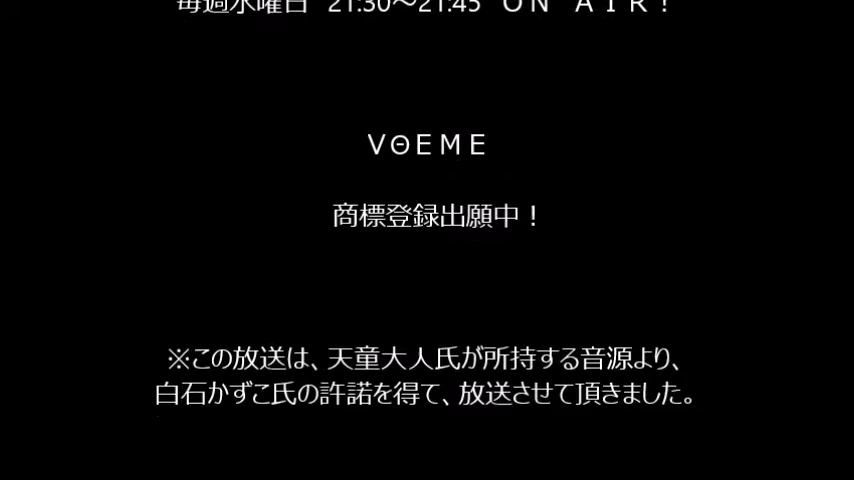 毎週水曜日 21:30～21:45 ON AIR!
VΘEME
商標登録出願中！
※この放送は、天童大人氏が所持する音源より、
白石かずこ氏の許諾を得て、放送させて頂きました。